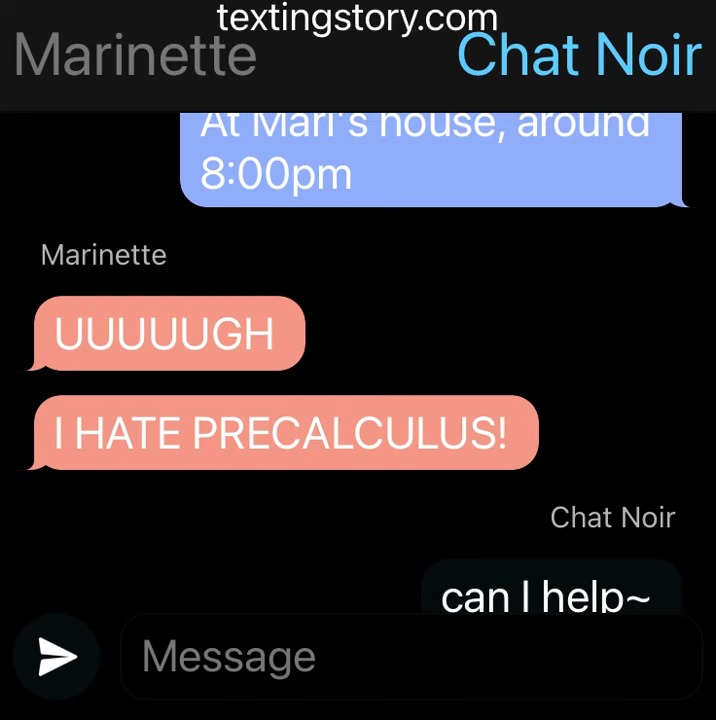 textingstory.com
Marinette Chat Noir
At Mari's house, around
8:00pm
Marinette
UUUUUGH
I HATE PRECALCULUS!
Chat Noir
can I help~
Message